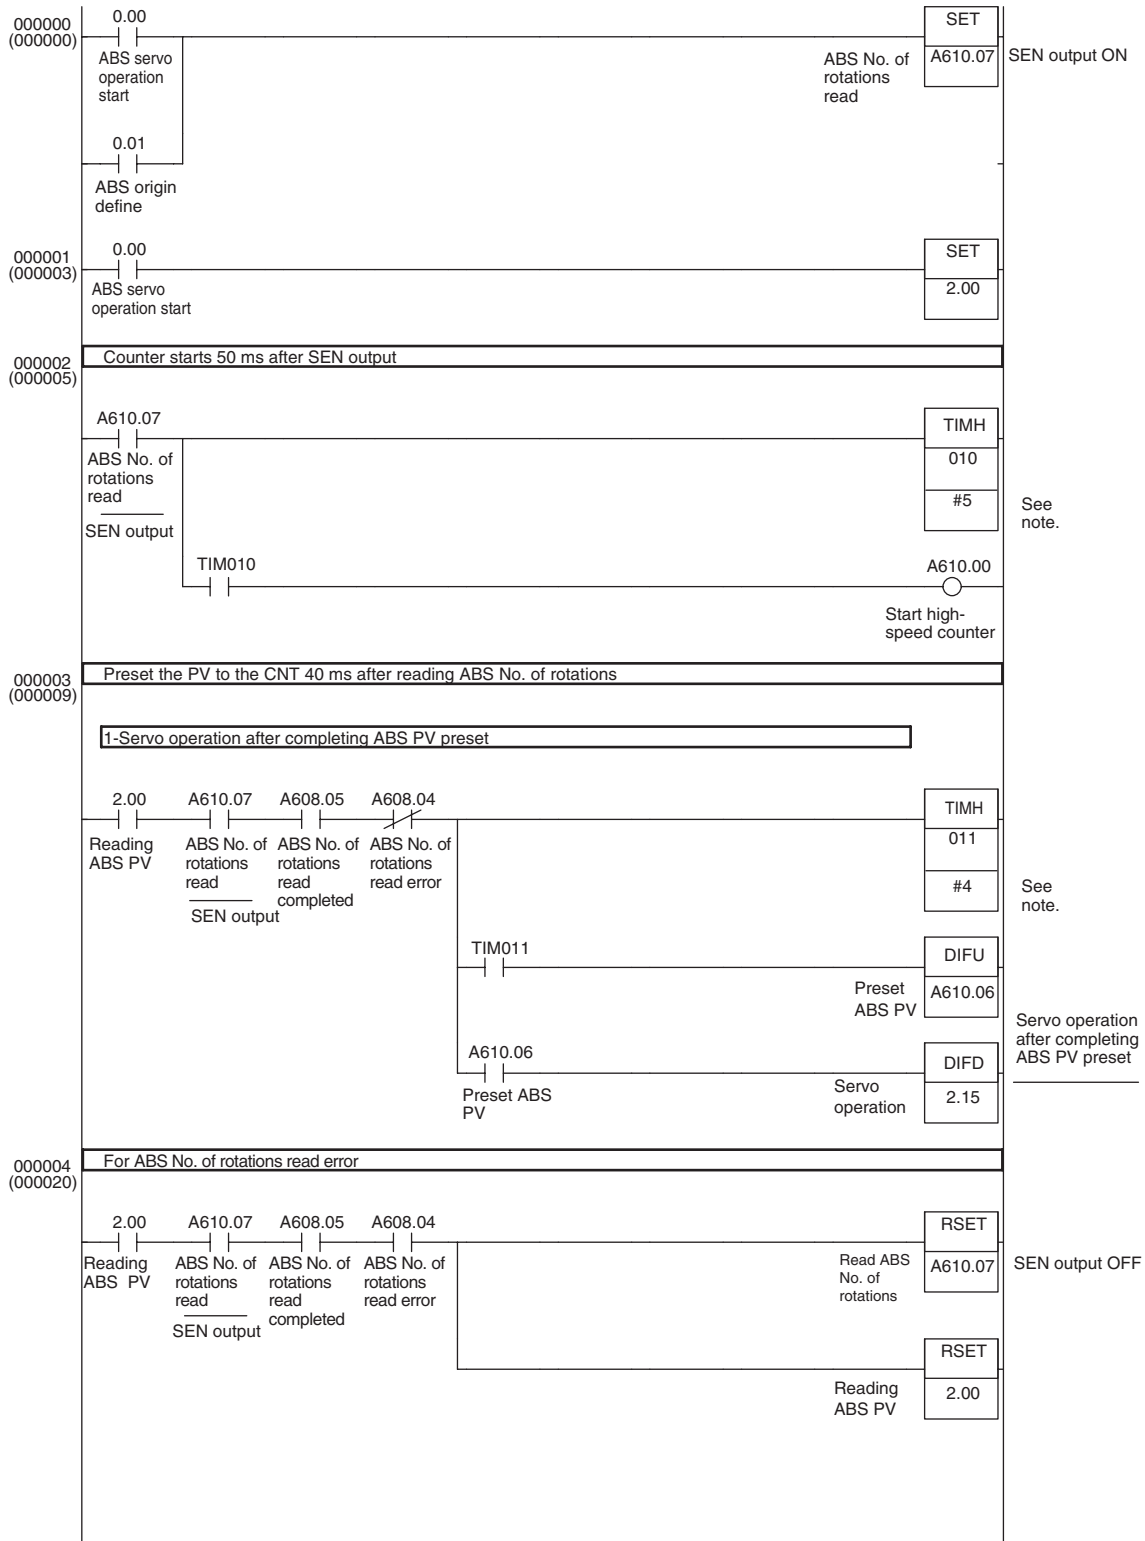 000000
(000000)
0.00
ABS servo
operation
start
SET
ABS No. of
rotations
read
A610.07
SEN output ON
0.01
ABS origin
define
000001
(000003)
0.00
ABS servo
operation start
SET
2.00
000002
(000005)
Counter starts 50 ms after SEN output
A610.07
ABS No. of
rotations
read
SEN output
TIMH
010
#5
See
note.
TIM010
A610.00
Start high-
speed counter
000003
(000009)
Preset the PV to the CNT 40 ms after reading ABS No. of rotations
1-Servo operation after completing ABS PV preset
2.00 A610.07 A608.05 A608.04
Reading
ABS PV
ABS No. of
rotations
read
SEN output
ABS No. of
rotations
read
completed
ABS No. of
rotations
read error
TIMH
011
#4
See
note.
TIM011
DIFU
Preset
ABS PV
A610.06
A610.06
Preset ABS
PV
Servo
operation
DIFD
2.15
Servo operation
after completing
ABS PV preset
000004
(000020)
For ABS No. of rotations read error
2.00 A610.07 A608.05 A608.04
Reading
ABS PV
ABS No. of
rotations
read
SEN output
ABS No. of
rotations
read
completed
ABS No. of
rotations
read error
RSET
Read ABS
No. of
rotations
A610.07
SEN output OFF
RSET
Reading
ABS PV
2.00